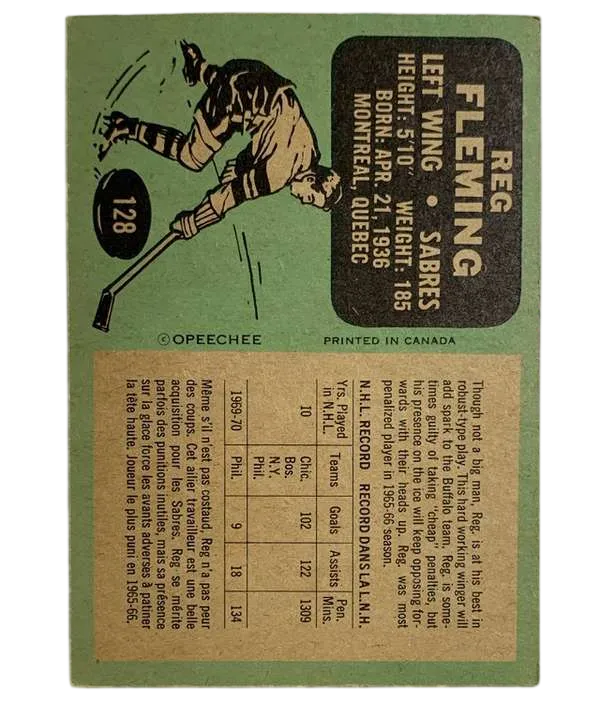 REG
FLEMING
LEFT WING • SABRES
HEIGHT: 5'10" WEIGHT: 185
BORN: APR. 21, 1936
MONTREAL, QUEBEC
128
© OPEECHEE
PRINTED IN CANADA
Though not a big man, Reg. is at his best in
robust-type play. This hard working winger will
add spark to the Buffalo team. Reg. is some-
times guilty of taking "cheap" penalties, but
his presence on the ice will keep opposing for-
wards with their heads up. Reg. was most
penalized player in 1965-66 season.
N.H.L. RECORD RECORD DANS LA L.N.H.
Yrs. Played in N.H.L. Teams Goals Assists Pen. Mins.
10 Chic. Bos. N.Y. Phil. 102 122 1309
1969-70 Phil. 9 18 134
Même s'il n'est pas costaud, Reg n'a pas peur
des coups. Cet ailier travailleur est une belle
acquisition pour les Sabres. Reg se mérite
parfois des punitions inutiles, mais sa présence
sur la glace force les avants adverses à patiner
la tête haute. Joueur le plus puni en 1965-66.